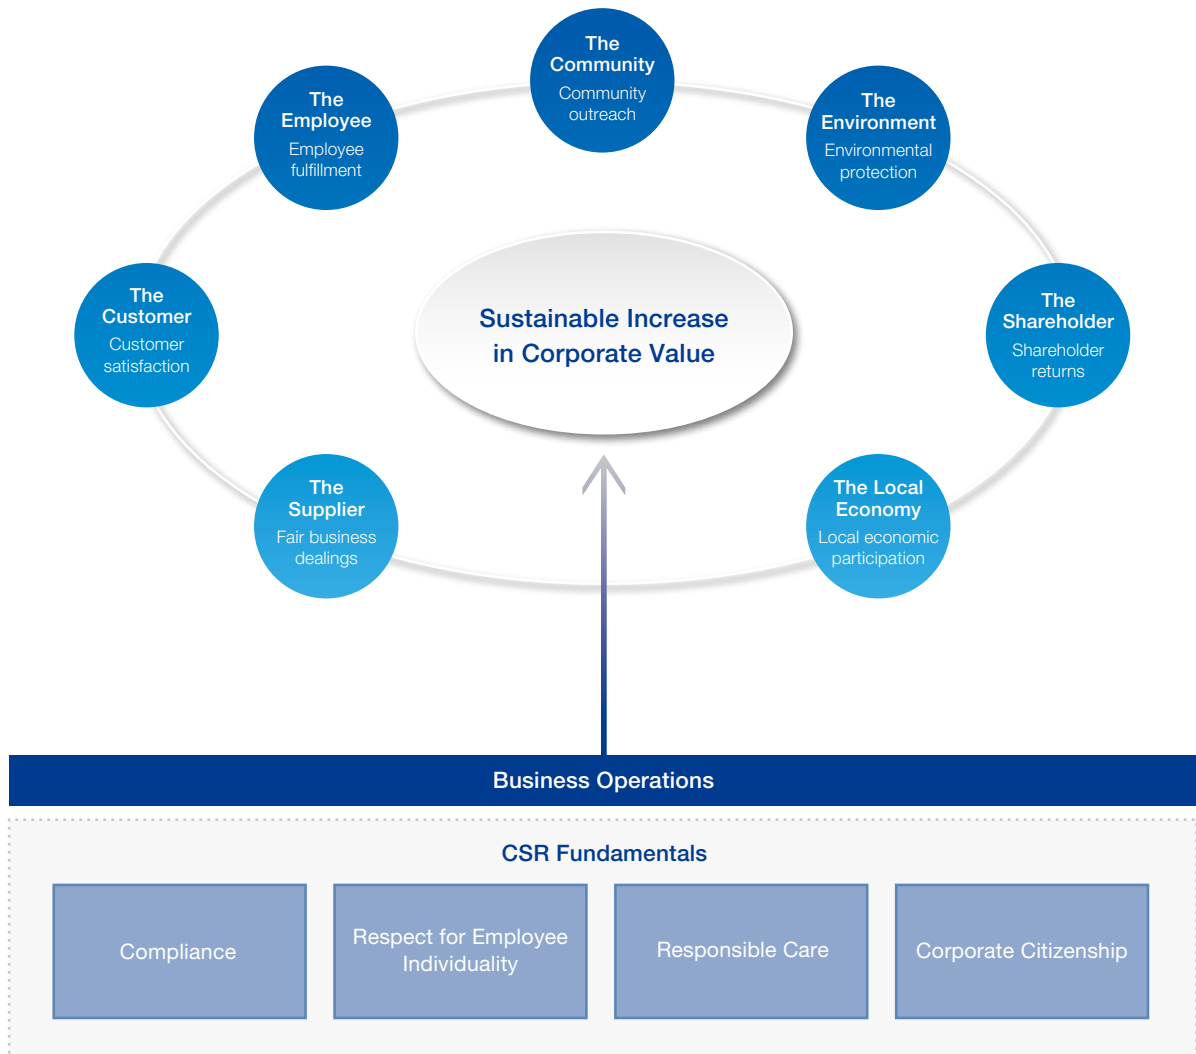 The
Community
Community
outreach
The
Employee
Employee
fulfillment
The
Environment
Environmental
protection
The
Customer
Customer
satisfaction
Sustainable Increase
in Corporate Value
The
Shareholder
Shareholder
returns
The
Supplier
Fair business
dealings
The Local
Economy
Local economic
participation
Business Operations
CSR Fundamentals
Compliance
Respect for Employee
Individuality
Responsible Care
Corporate Citizenship